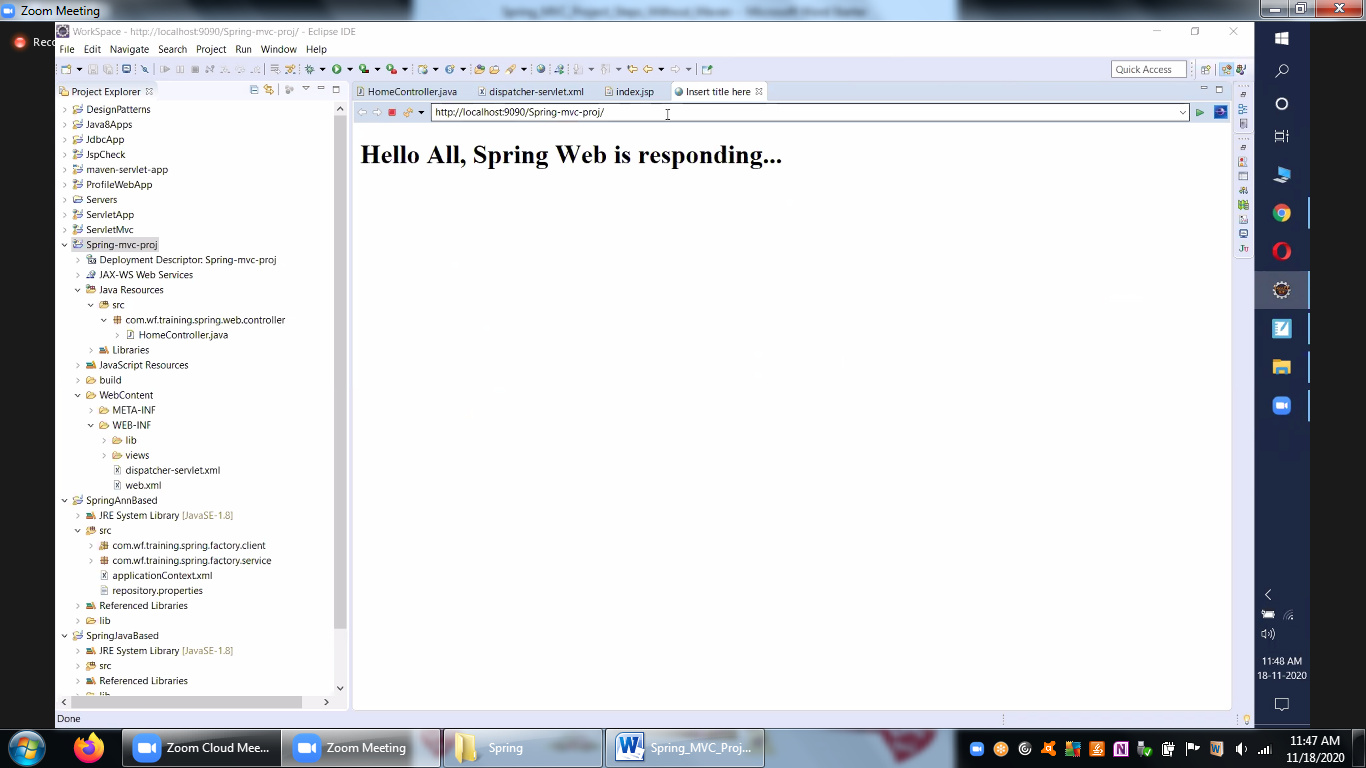 Zoom Meeting
Spring_MVC_Project_Steps_Without_Maven - Microsoft Word Starter
WorkSpace - http://localhost:9090/Spring-mvc-proj/ - Eclipse IDE
File Edit Navigate Search Project Run Window Help
Quick Access
Project Explorer
HomeController.java dispatcher-servlet.xml index.jsp Insert title here
http://localhost:9090/Spring-mvc-proj/
Hello All, Spring Web is responding...
DesignPatterns
Java8Apps
JdbcApp
JspCheck
maven-servlet-app
ProfileWebApp
Servers
ServletApp
ServletMvc
Spring-mvc-proj
Deployment Descriptor: Spring-mvc-proj
JAX-WS Web Services
Java Resources
src
com.wf.training.spring.web.controller
HomeController.java
Libraries
JavaScript Resources
build
WebContent
META-INF
WEB-INF
lib
views
dispatcher-servlet.xml
web.xml
SpringAnnBased
JRE System Library [JavaSE-1.8]
src
com.wf.training.spring.factory.client
com.wf.training.spring.factory.service
applicationContext.xml
repository.properties
Referenced Libraries
lib
SpringJavaBased
JRE System Library [JavaSE-1.8]
src
Referenced Libraries
lib
Done
11:48 AM
18-11-2020
Zoom Cloud Mee...
Zoom Meeting
Spring
Spring_MVC_Proj...
11:47 AM
11/18/2020